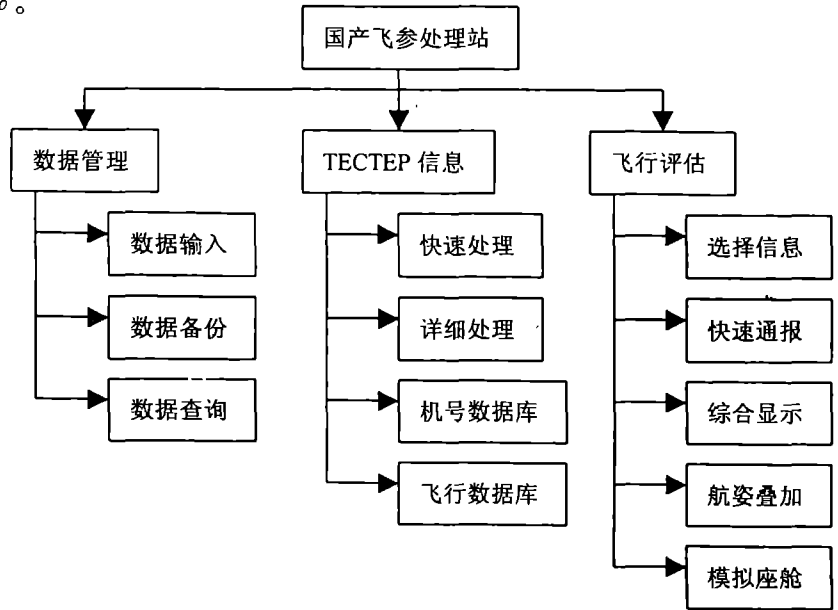 国产飞参处理站
数据管理
TECTEP 信息
飞行评估
数据输入
数据备份
数据查询
快速处理
详细处理
机号数据库
飞行数据库
选择信息
快速通报
综合显示
航姿叠加
模拟座舱